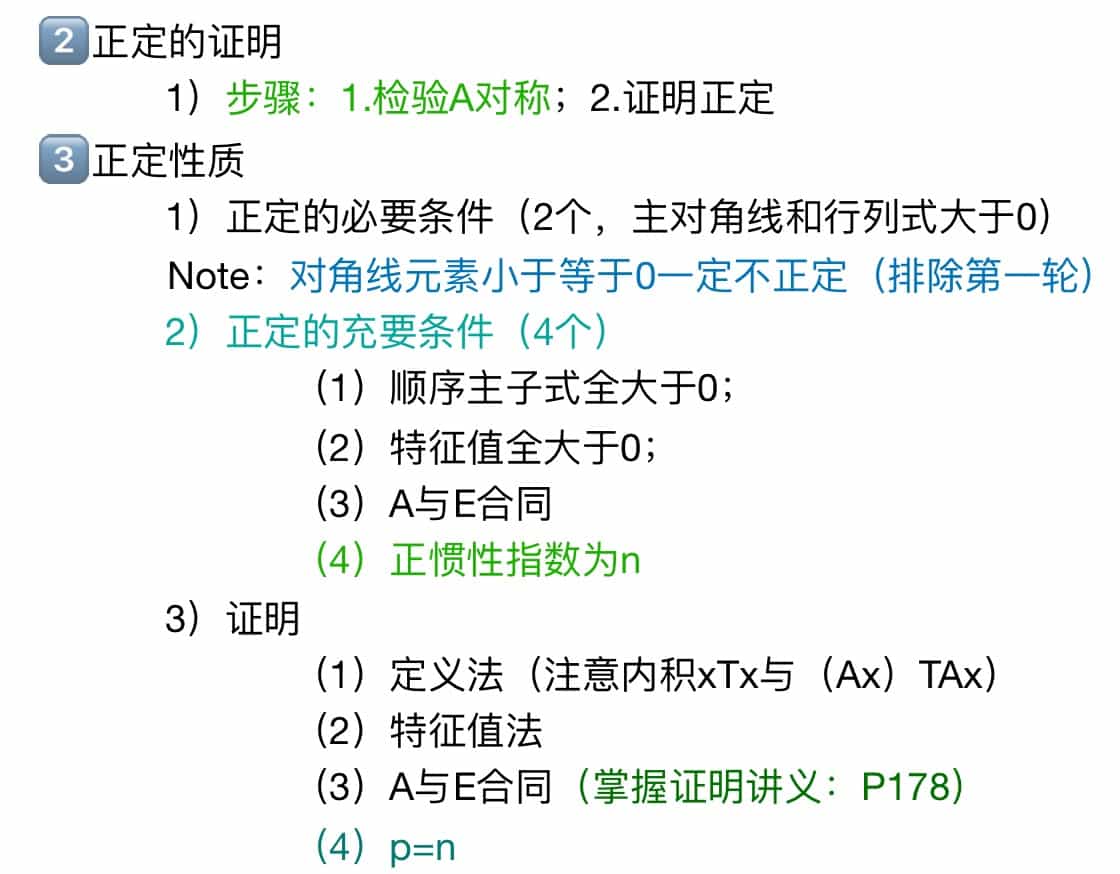 2 正定的证明
1）步骤：1.检验A对称；2.证明正定
3 正定性质
1）正定的必要条件（2个，主对角线和行列式大于0）
Note：对角线元素小于等于0一定不正定（排除第一轮）
2）正定的充要条件（4个）
（1）顺序主子式全大于0；
（2）特征值全大于0；
（3）A与E合同
（4）正惯性指数为n
3）证明
（1）定义法（注意内积xTx与（Ax）TAx）
（2）特征值法
（3）A与E合同（掌握证明讲义：P178）
（4）p=n